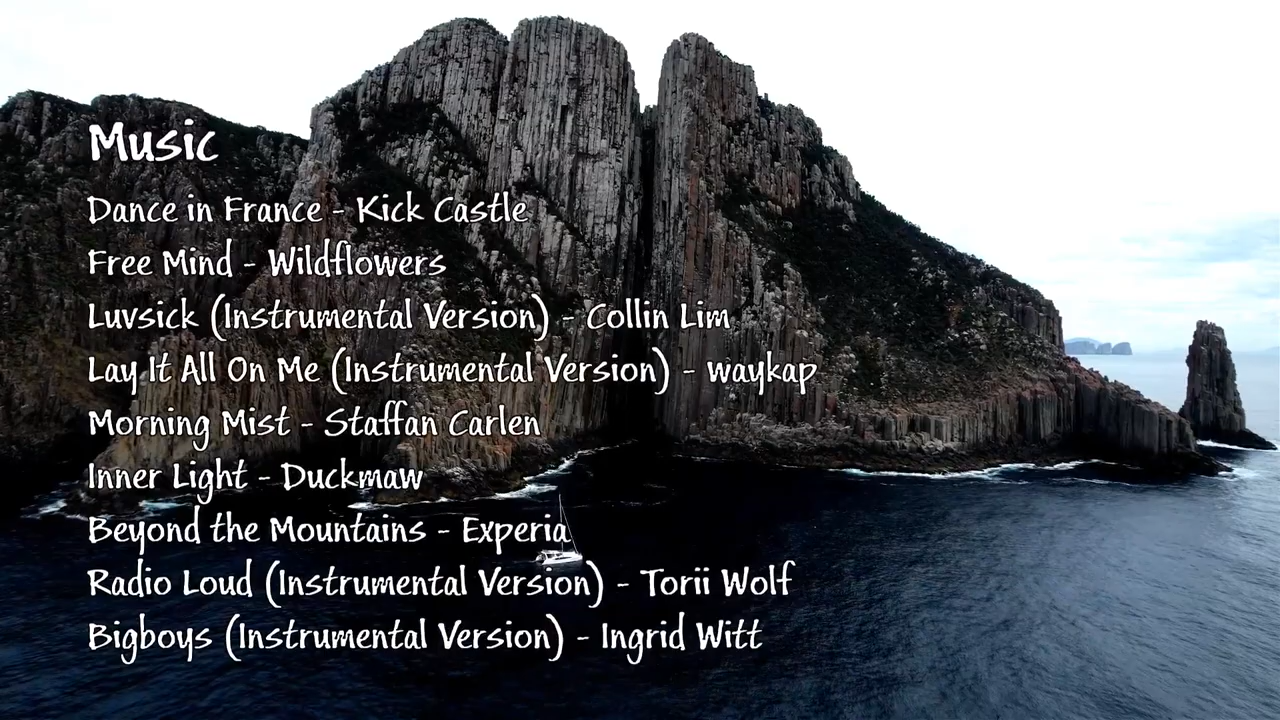 Music
Dance in France - Kick Castle
Free Mind - Wildflowers
Luvsick (Instrumental Version) - Collin Lim
Lay It All On Me (Instrumental Version) - waykap
Morning Mist - Staffan Carlen
Inner Light - Duckmaw
Beyond the Mountains - Experia
Radio Loud (Instrumental Version) - Torii Wolf
Bigboys (Instrumental Version) - Ingrid Witt